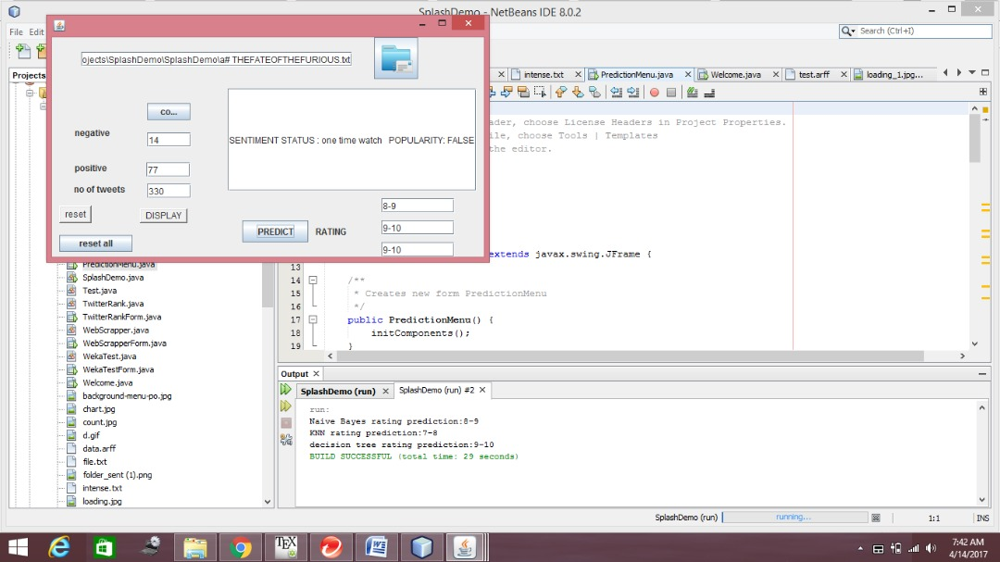 SplashDemo - NetBeans IDE 8.0.2
File Edit
Search (Ctrl+I)
Projects
intense.txt
PredictionMenu.java
Welcome.java
test.arff
loading_1.jpg...
ojects\SplashDemo\SplashDemo\a# THEFATEOFTHEFURIOUS.txt
co...
negative
14
positive
77
no of tweets
330
reset
DISPLAY
reset all
SENTIMENT STATUS : one time watch POPULARITY: FALSE
PREDICT
RATING
8-9
9-10
9-10
ader, choose License Headers in Project Properties.
ile, choose Tools | Templates
the editor.
extends javax.swing.JFrame {
13
14 /**
15 * Creates new form PredictionMenu
16 */
17 public PredictionMenu() {
18 initComponents();
19 }
PredictionMenu.java
SplashDemo.java
Test.java
TwitterRank.java
TwitterRankForm.java
WebScrapper.java
WebScrapperForm.java
WekaTest.java
WekaTestForm.java
Welcome.java
background-menu-po.jpg
chart.jpg
count.jpg
d.gif
data.arff
file.txt
folder_sent (1).png
intense.txt
loading.jpg
Output
SplashDemo (run)
SplashDemo (run) #2
run:
Naive Bayes rating prediction:8-9
KNN rating prediction:7-8
decision tree rating prediction:9-10
BUILD SUCCESSFUL (total time: 29 seconds)
SplashDemo (run)
running...
1:1
INS
TEX
7:42 AM
4/14/2017